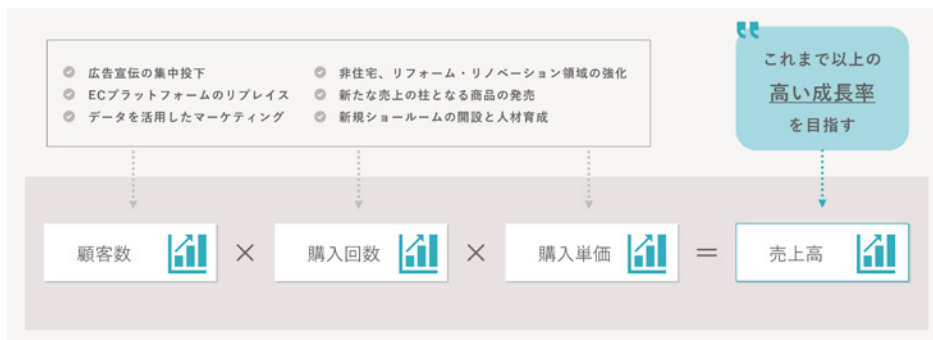 広告宣伝の集中投下
ECプラットフォームのリプレイス
データを活用したマーケティング
非住宅、リフォーム・リノベーション領域の強化
新たな売上の柱となる商品の発売
新規ショールームの開設と人材育成
これまで以上の
高い成長率
を目指す
顧客数 × 購入回数 × 購入単価 = 売上高